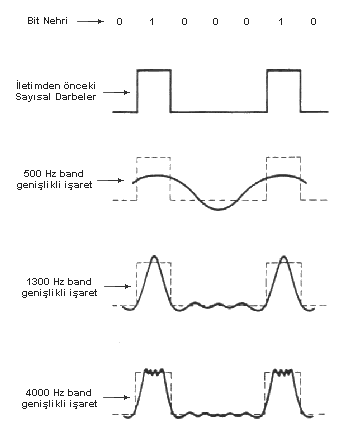 Bit Nehri 0 1 0 0 0 1 0
İletimden önceki
Sayısal Darbeler
500 Hz band
genişlikli işaret
1300 Hz band
genişlikli işaret
4000 Hz band
genişlikli işaret